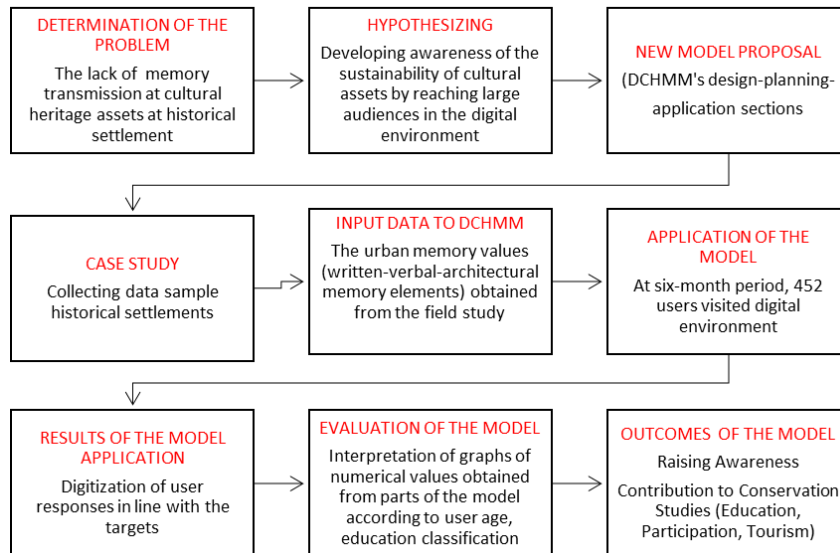 DETERMINATION OF THE
PROBLEM
The lack of memory
transmission at cultural
heritage assets at historical
settlement
HYPOTHESIZING
Developing awareness of the
sustainability of cultural
assets by reaching large
audiences in the digital
environment
NEW MODEL PROPOSAL
(DCHMM's design-planning-
application sections
CASE STUDY
Collecting data sample
historical settlements
INPUT DATA TO DCHMM
The urban memory values
(written-verbal-architectural
memory elements) obtained
from the field study
APPLICATION OF THE
MODEL
At six-month period, 452
users visited digital
environment
RESULTS OF THE MODEL
APPLICATION
Digitization of user
responses in line with the
targets
EVALUATION OF THE MODEL
Interpretation of graphs of
numerical values obtained
from parts of the model
according to user age,
education classification
OUTCOMES OF THE MODEL
Raising Awareness
Contribution to Conservation
Studies (Education,
Participation, Tourism)